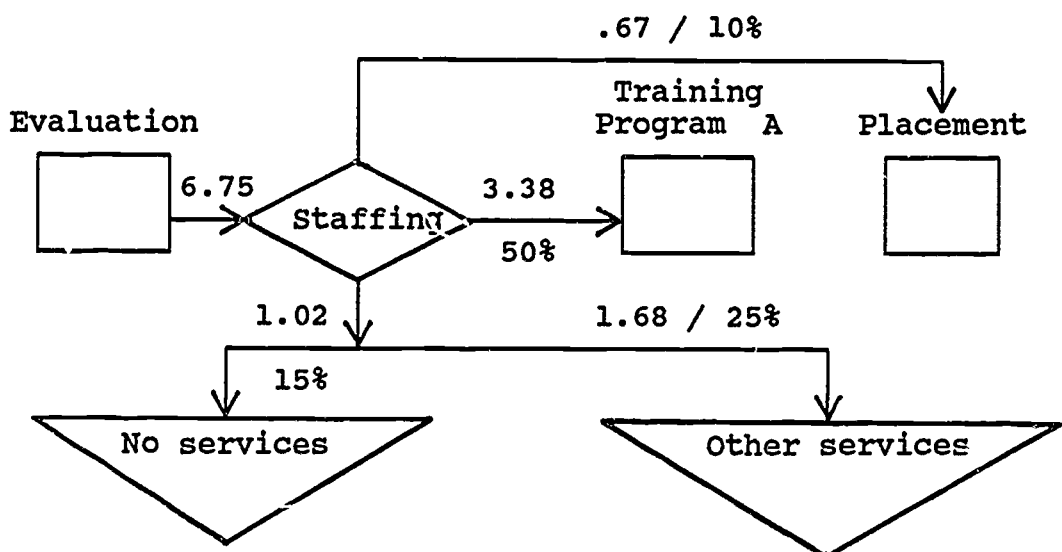 .67 / 10%
Training
Evaluation
Program A
Placement
6.75
Staffing
3.38
50%
1.02
1.68 / 25%
15%
No services
Other services